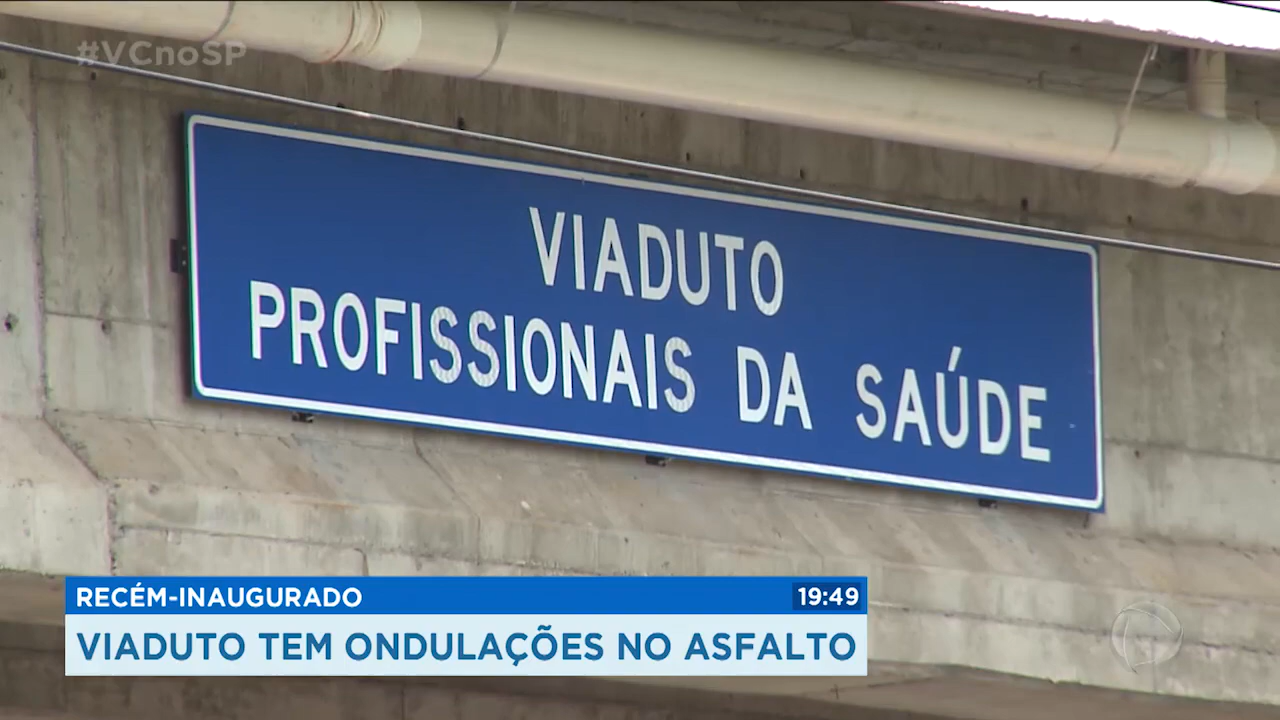 #VCnoSP
VIADUTO
PROFISSIONAIS DA SAÚDE
RECÉM-INAUGURADO 19:49
VIADUTO TEM ONDULAÇÕES NO ASFALTO